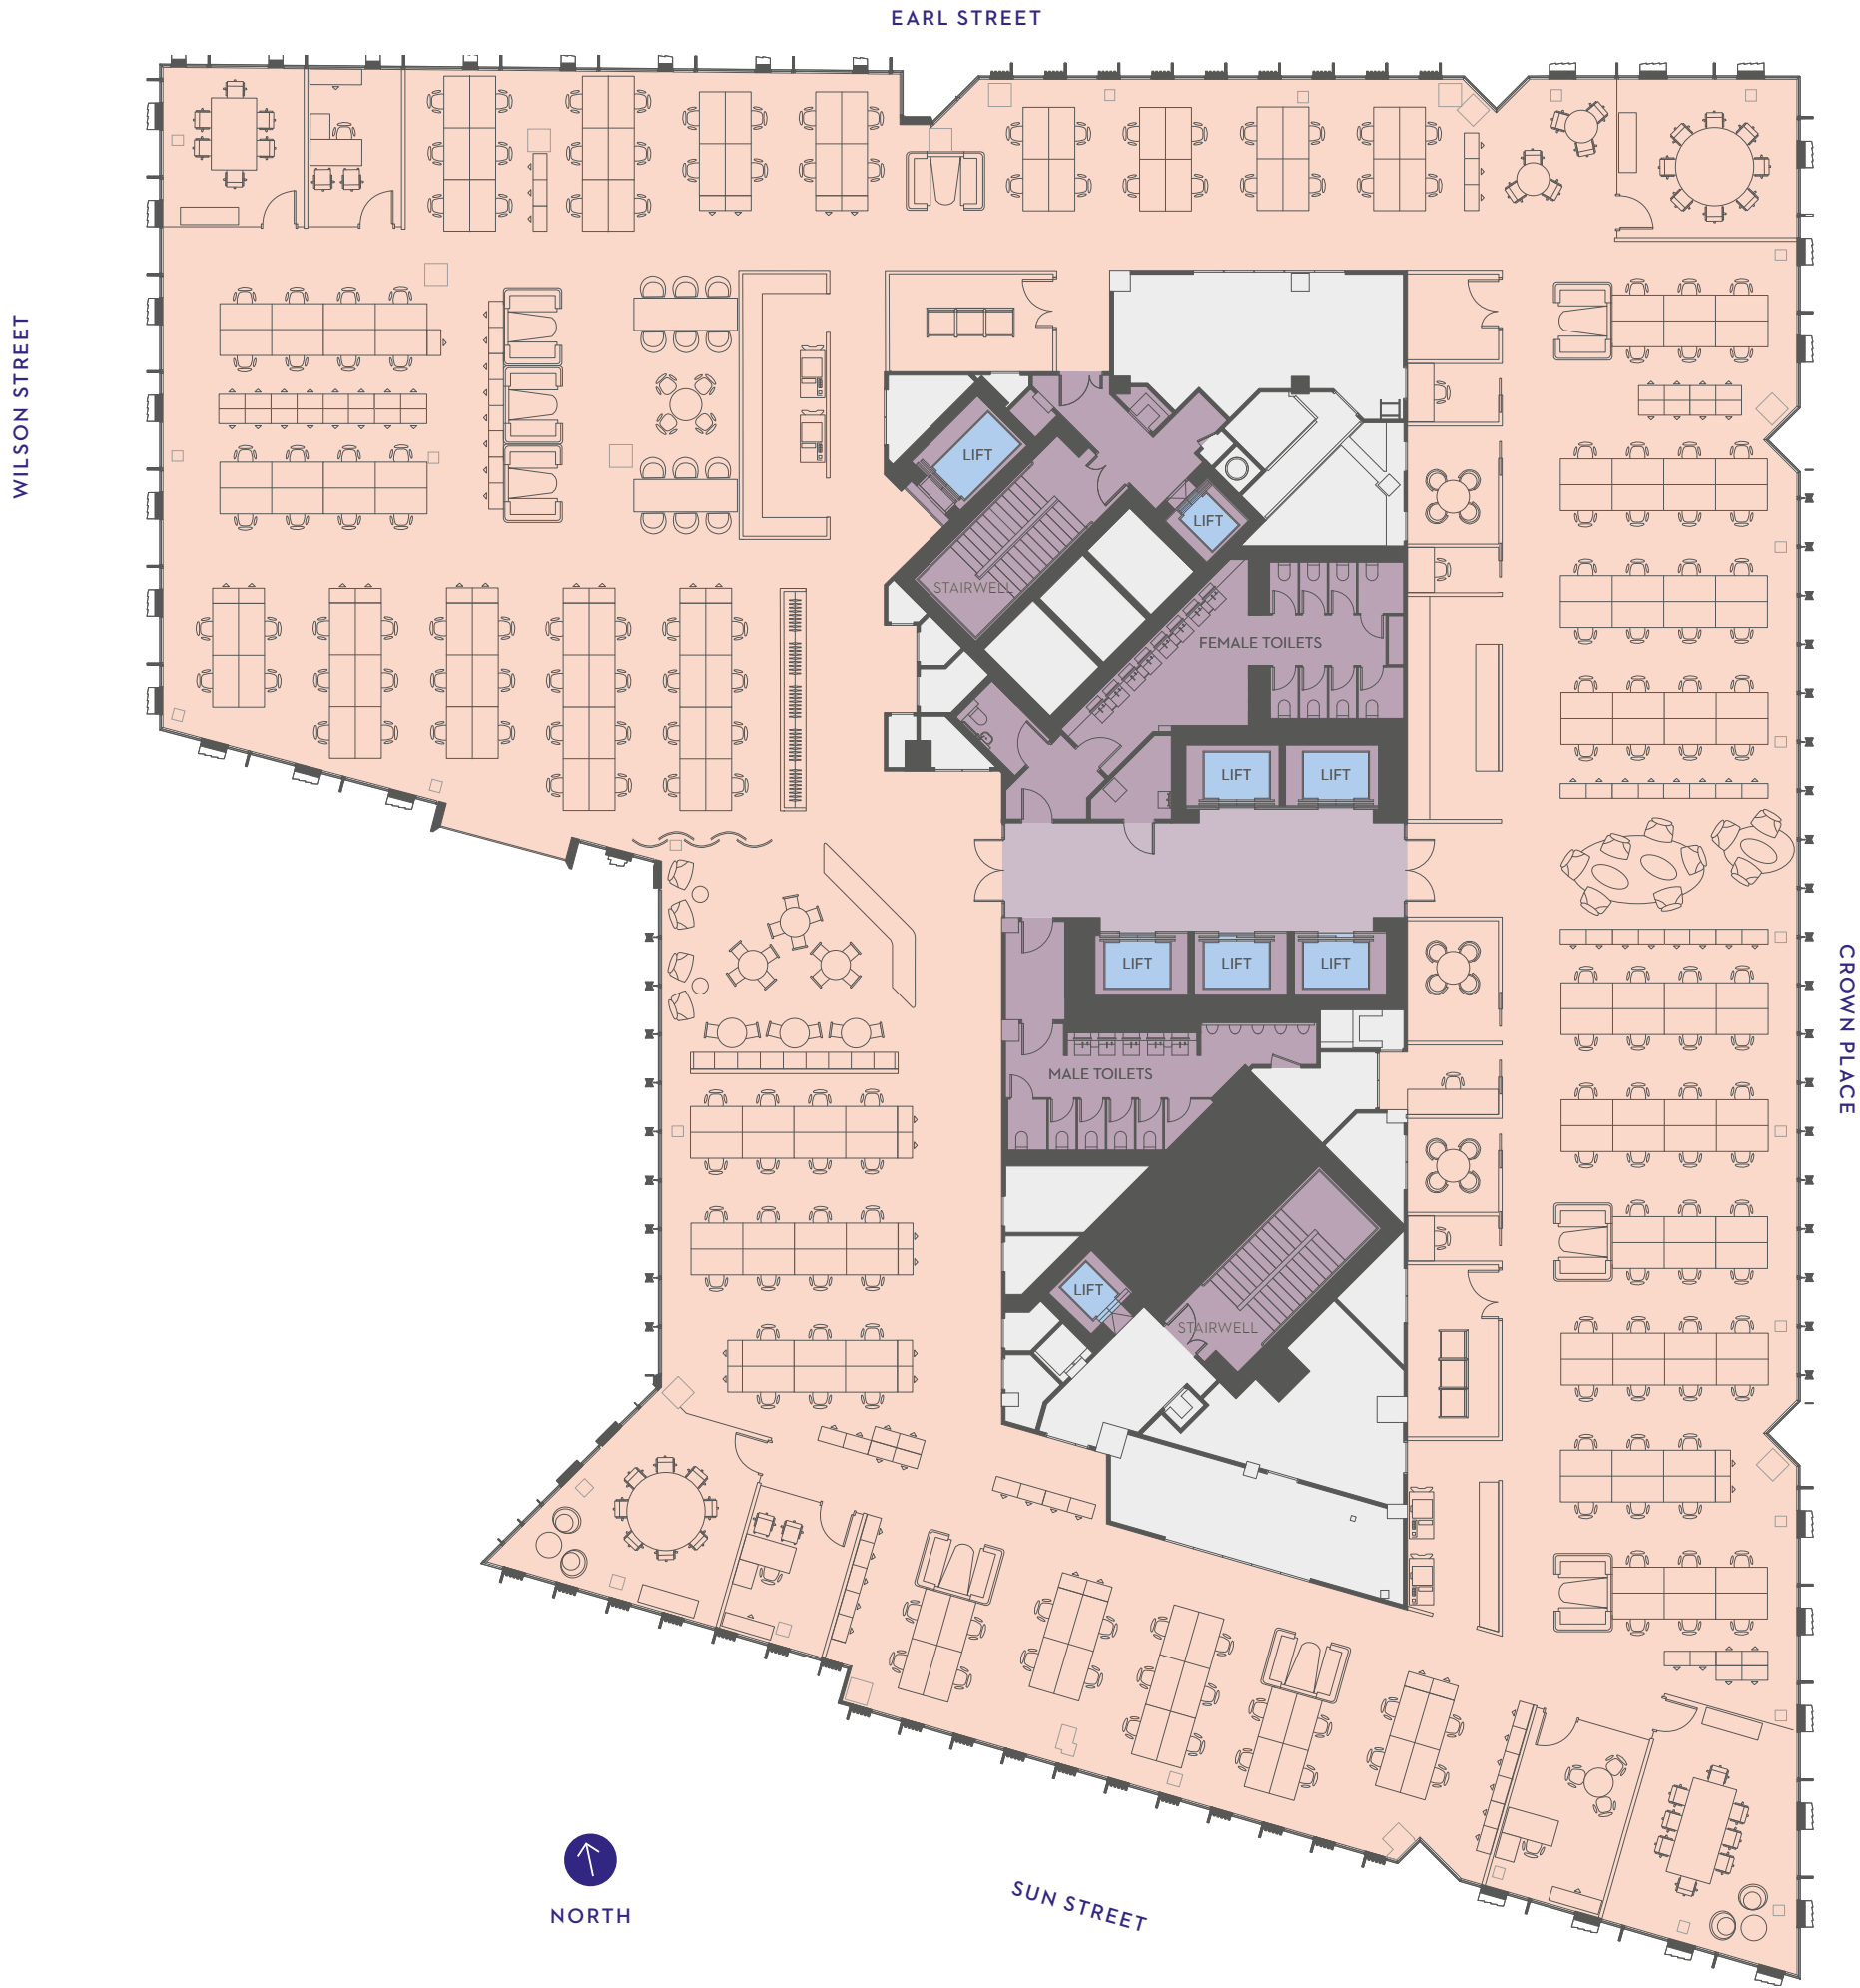 EARL STREET
WILSON STREET
LIFT
LIFT
STAIRWELL
FEMALE TOILETS
LIFT
LIFT
LIFT
LIFT
LIFT
CROWN PLACE
MALE TOILETS
LIFT
STAIRWELL
SUN STREET
NORTH